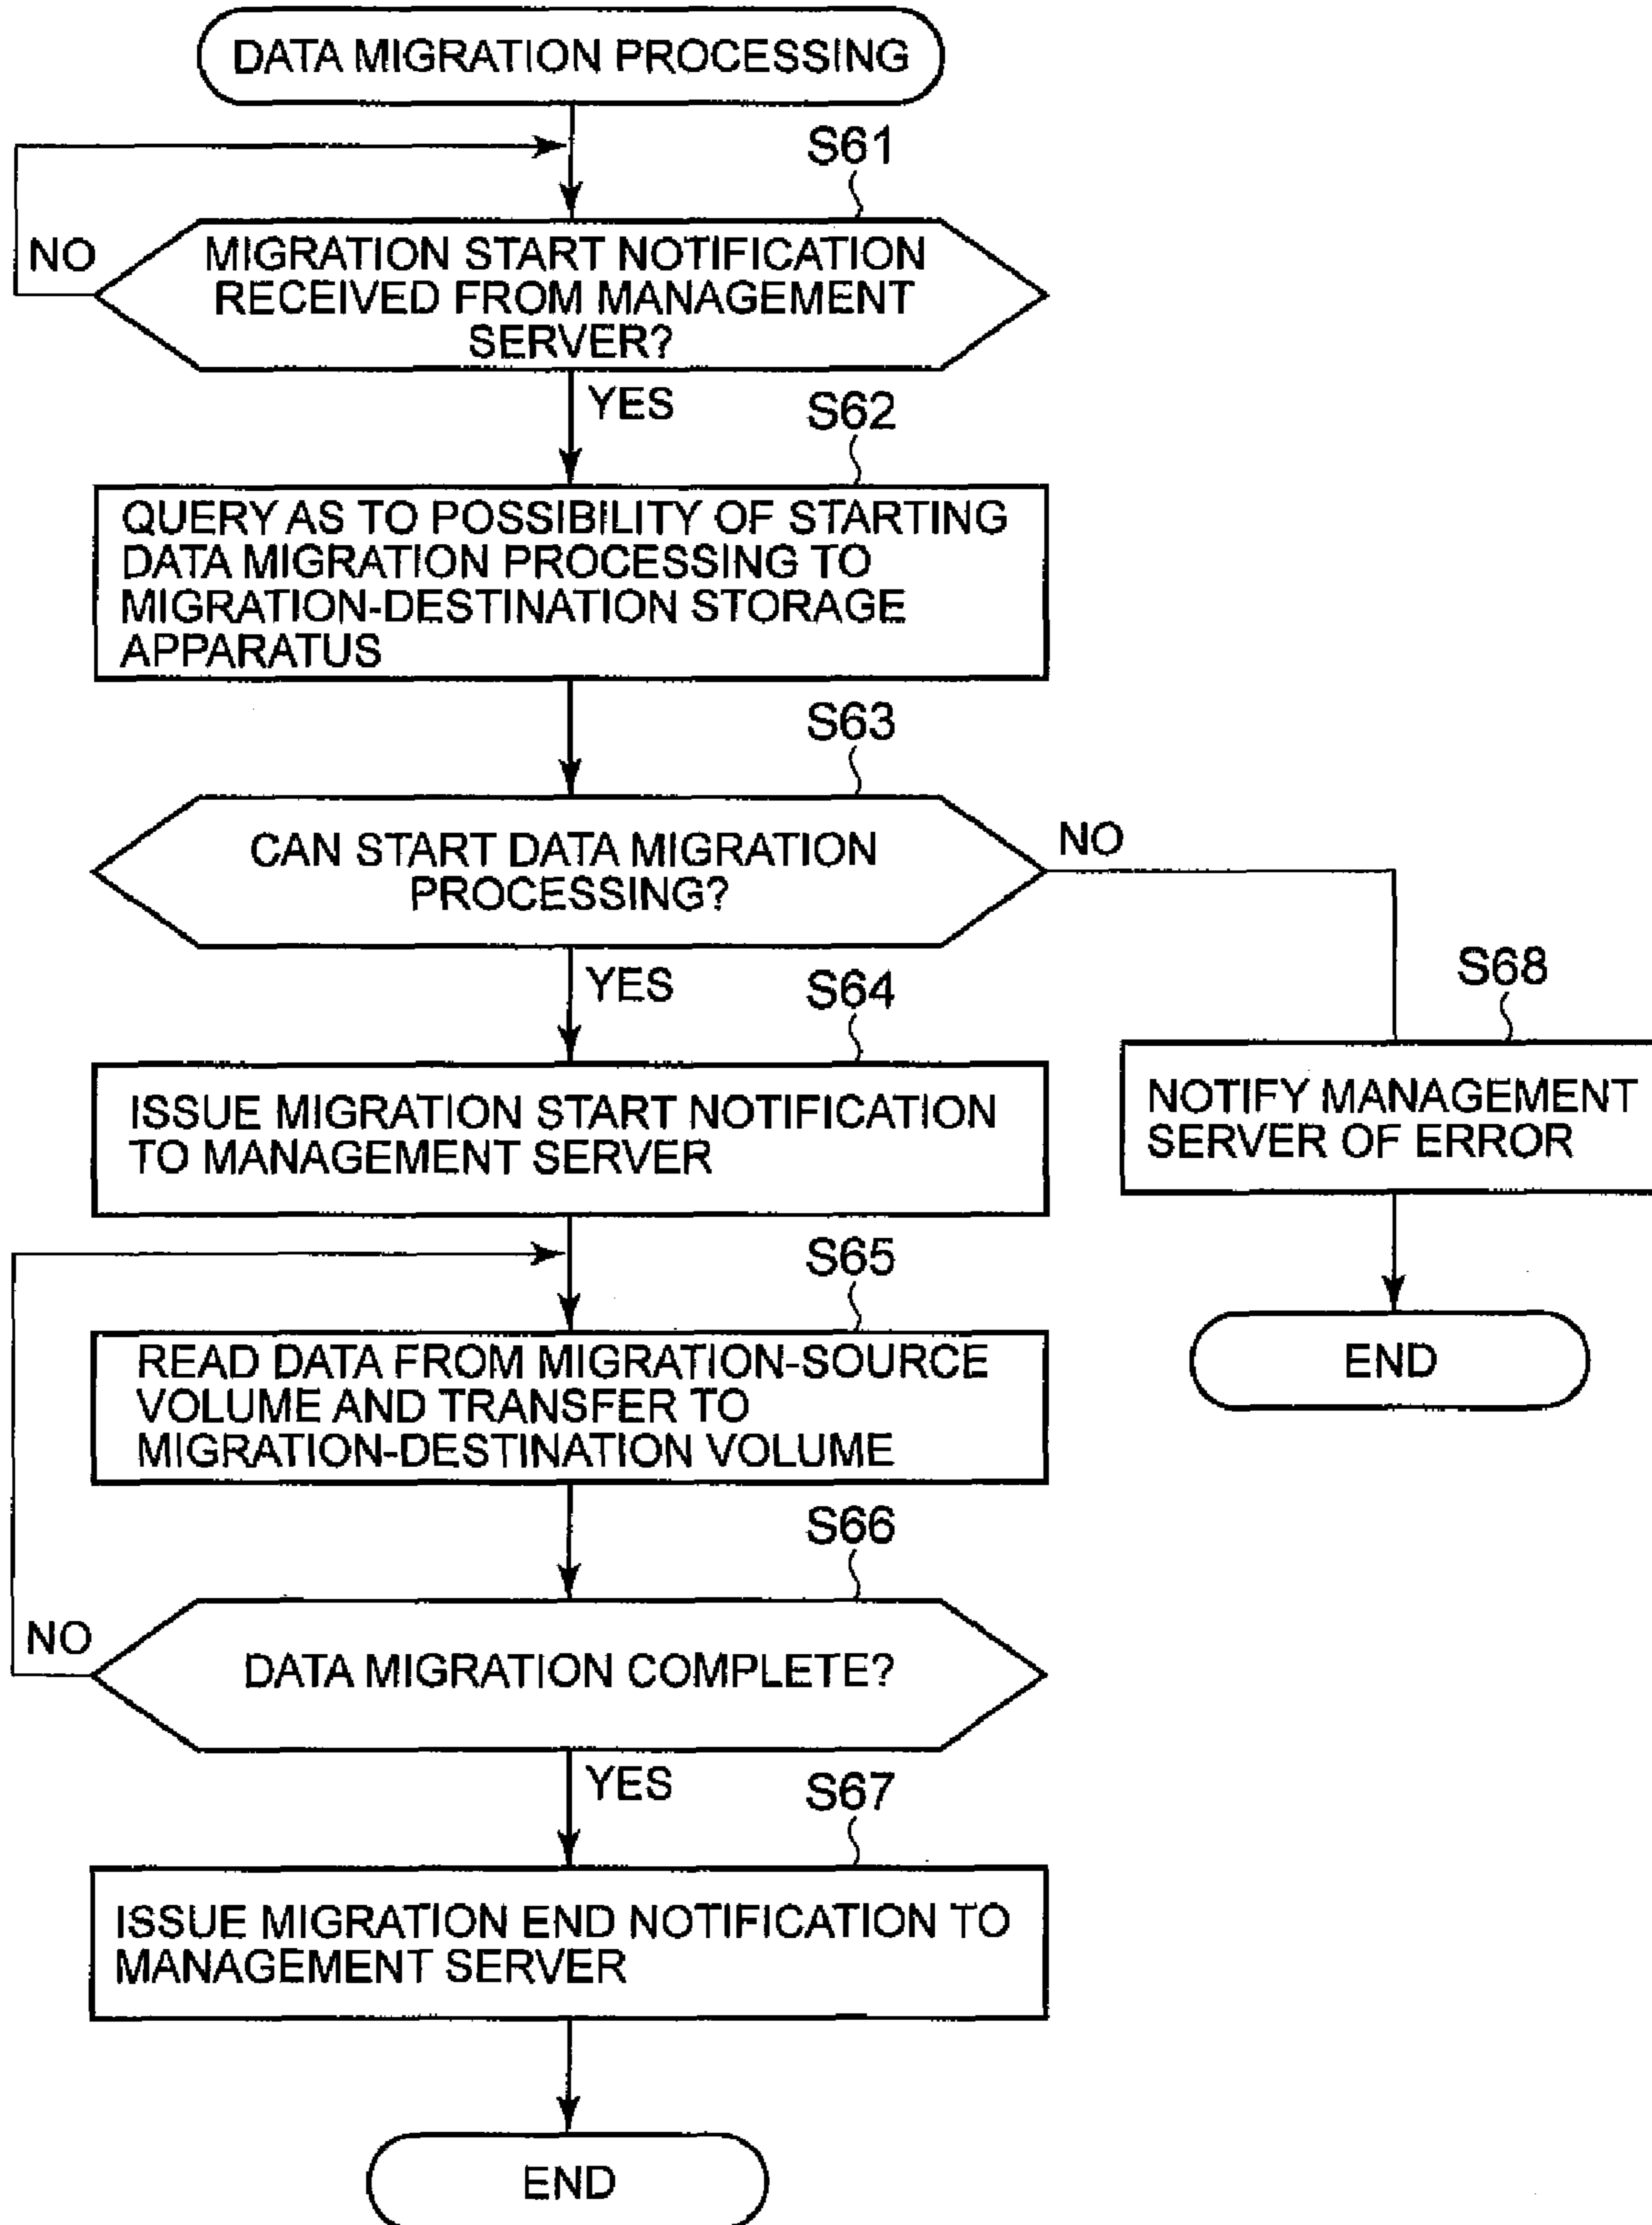 DATA MIGRATION PROCESSING
S61
NO
MIGRATION START NOTIFICATION
RECEIVED FROM MANAGEMENT
SERVER?
YES
S62
QUERY AS TO POSSIBILITY OF STARTING
DATA MIGRATION PROCESSING TO
MIGRATION-DESTINATION STORAGE
APPARATUS
S63
CAN START DATA MIGRATION
PROCESSING?
NO
YES
S64
S68
ISSUE MIGRATION START NOTIFICATION
TO MANAGEMENT SERVER
NOTIFY MANAGEMENT
SERVER OF ERROR
S65
READ DATA FROM MIGRATION-SOURCE
VOLUME AND TRANSFER TO
MIGRATION-DESTINATION VOLUME
END
S66
NO
DATA MIGRATION COMPLETE?
YES
S67
ISSUE MIGRATION END NOTIFICATION TO
MANAGEMENT SERVER
END